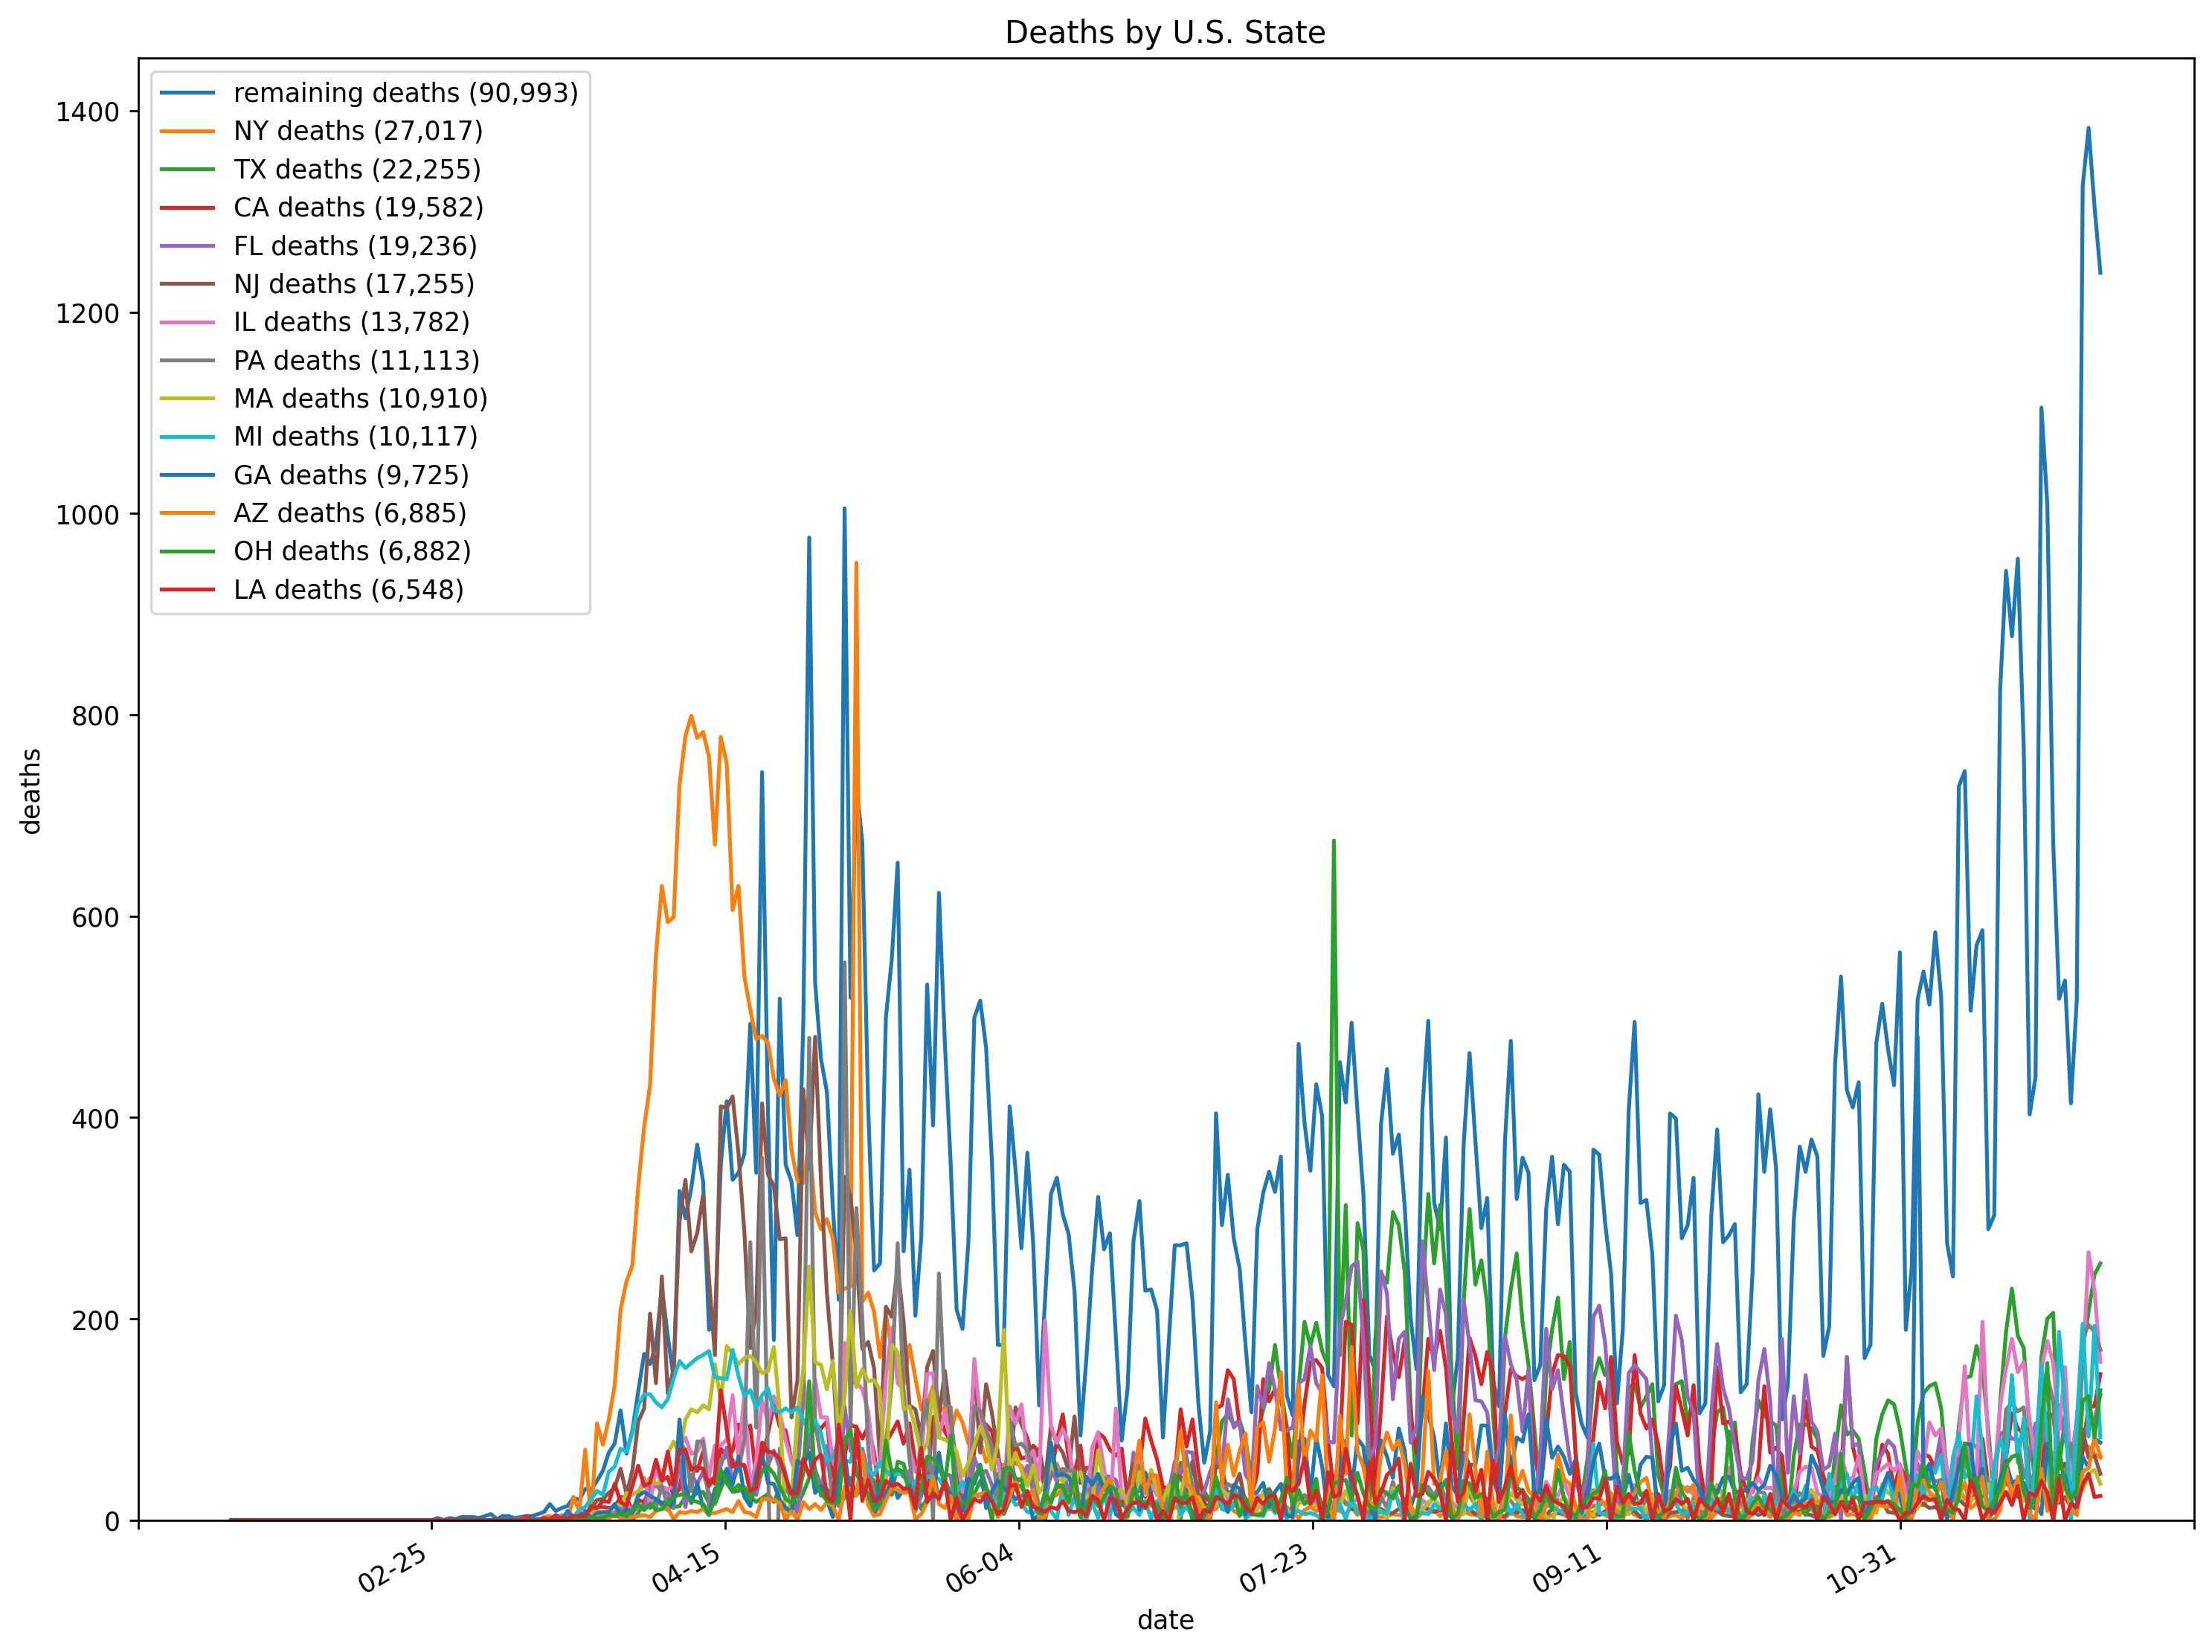 Deaths by U.S. State
remaining deaths (90,993)
NY deaths (27,017)
TX deaths (22,255)
CA deaths (19,582)
FL deaths (19,236)
NJ deaths (17,255)
IL deaths (13,782)
PA deaths (11,113)
MA deaths (10,910)
MI deaths (10,117)
GA deaths (9,725)
AZ deaths (6,885)
OH deaths (6,882)
LA deaths (6,548)
1400
1200
1000
800
600
400
200
0
deaths
02-25
04-15
06-04
07-23
09-11
10-31
date